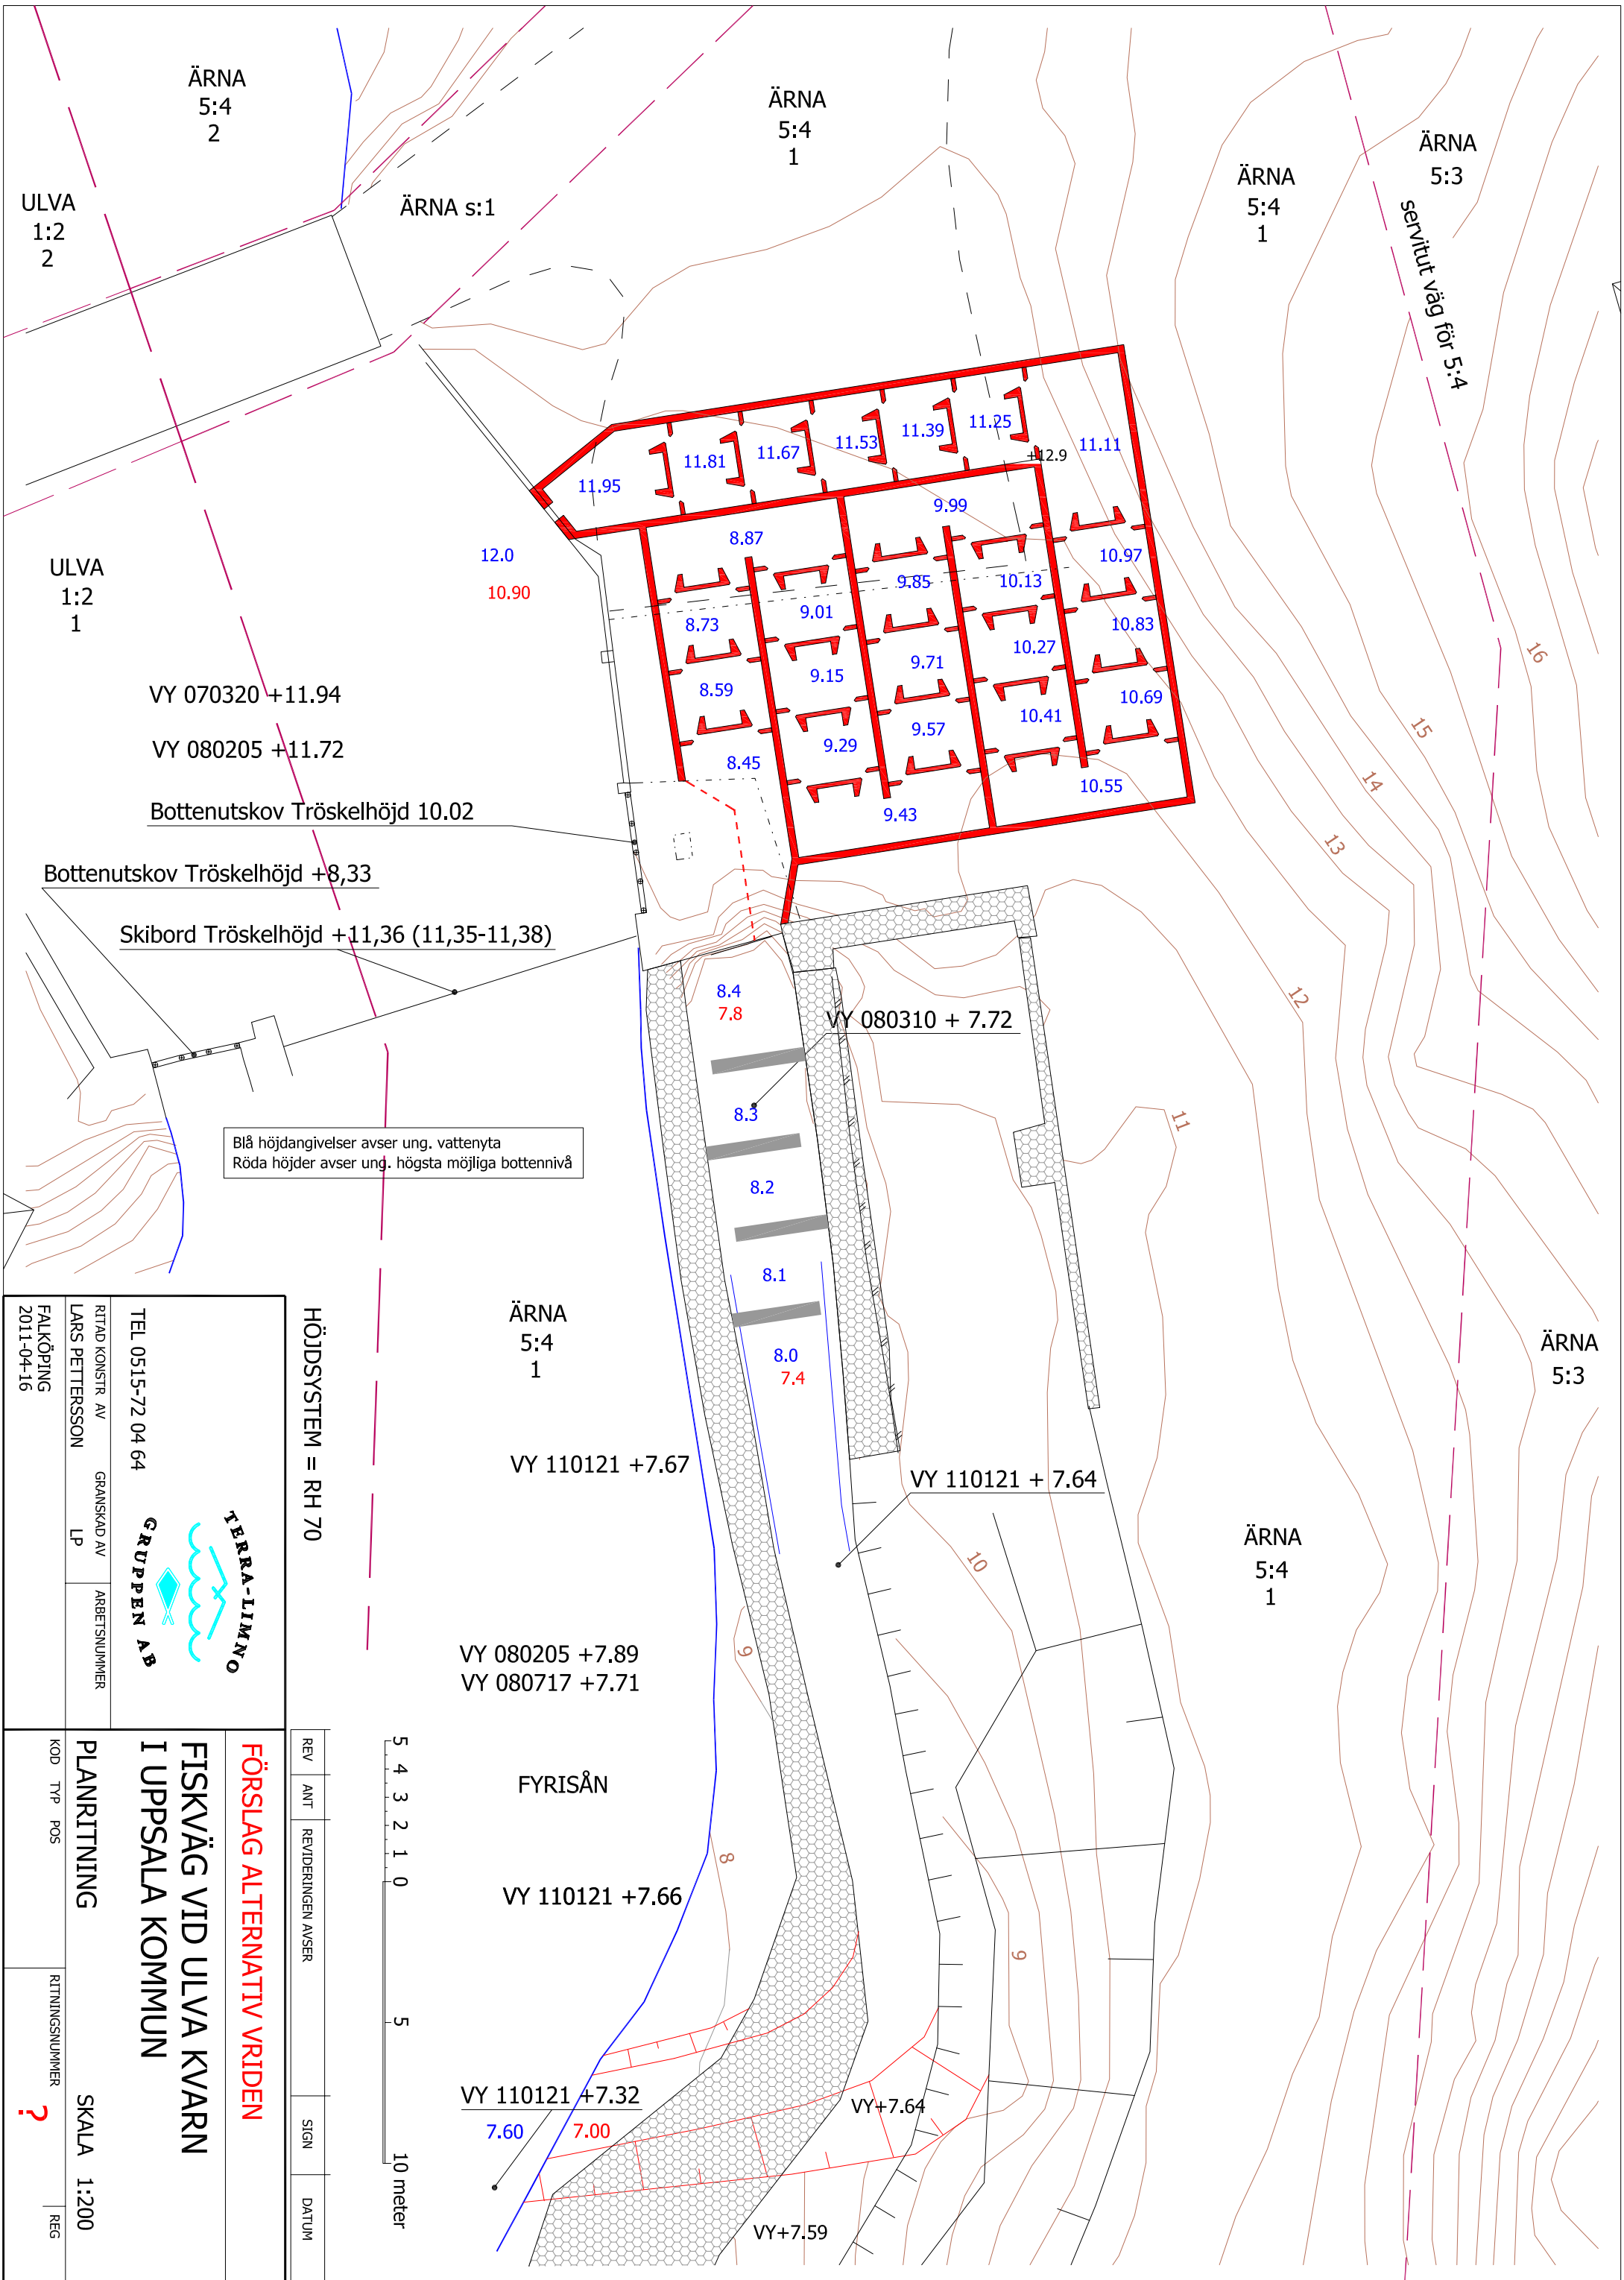 ÄRNA
5:4
2
ÄRNA
5:4
1
ÄRNA
5:3
ÄRNA
5:4
1
ULVA
1:2
2
ÄRNA s:1
servitut väg för 5:4
11.95
11.81
11.67
11.53
11.39
11.25
11.11
+12.9
12.0
10.90
8.87
9.99
10.97
9.85
10.13
9.01
8.73
10.83
10.27
9.71
9.15
8.59
10.69
10.41
9.57
9.29
8.45
10.55
9.43
ULVA
1:2
1
16
15
14
13
12
11
VY 070320 +11.94
VY 080205 +11.72
Bottenutskov Tröskelhöjd 10.02
Bottenutskov Tröskelhöjd +8,33
Skibord Tröskelhöjd +11,36 (11,35-11,38)
8.4
7.8
VY 080310 + 7.72
8.3
Blå höjdangivelser avser ung. vattenyta
Röda höjder avser ung. högsta möjliga bottennivå
8.2
8.1
8.0
7.4
ÄRNA
5:4
1
ÄRNA
5:3
VY 110121 +7.67
VY 110121 + 7.64
ÄRNA
5:4
1
10
9
VY 080205 +7.89
VY 080717 +7.71
FYRISÅN
8
VY 110121 +7.66
9
VY 110121 +7.32
7.60
7.00
VY+7.64
VY+7.59
HÖJDSYSTEM = RH 70
5 4 3 2 1 0 5 10 meter
TERRA-LIMNO
GRUPPEN AB
TEL 0515-72 04 64
RITAD KONSTR AV
GRANSKAD AV
ARBETSNUMMER
LARS PETTERSSON
LP
FALKÖPING
2011-04-16
REV ANT REVIDERINGEN AVSER SIGN DATUM
FÖRSLAG ALTERNATIV VRIDEN
FISKVÄG VID ULVA KVARN
I UPPSALA KOMMUN
PLANRITNING
SKALA 1:200
KOD TYP POS
RITNINGSNUMMER
REG
?